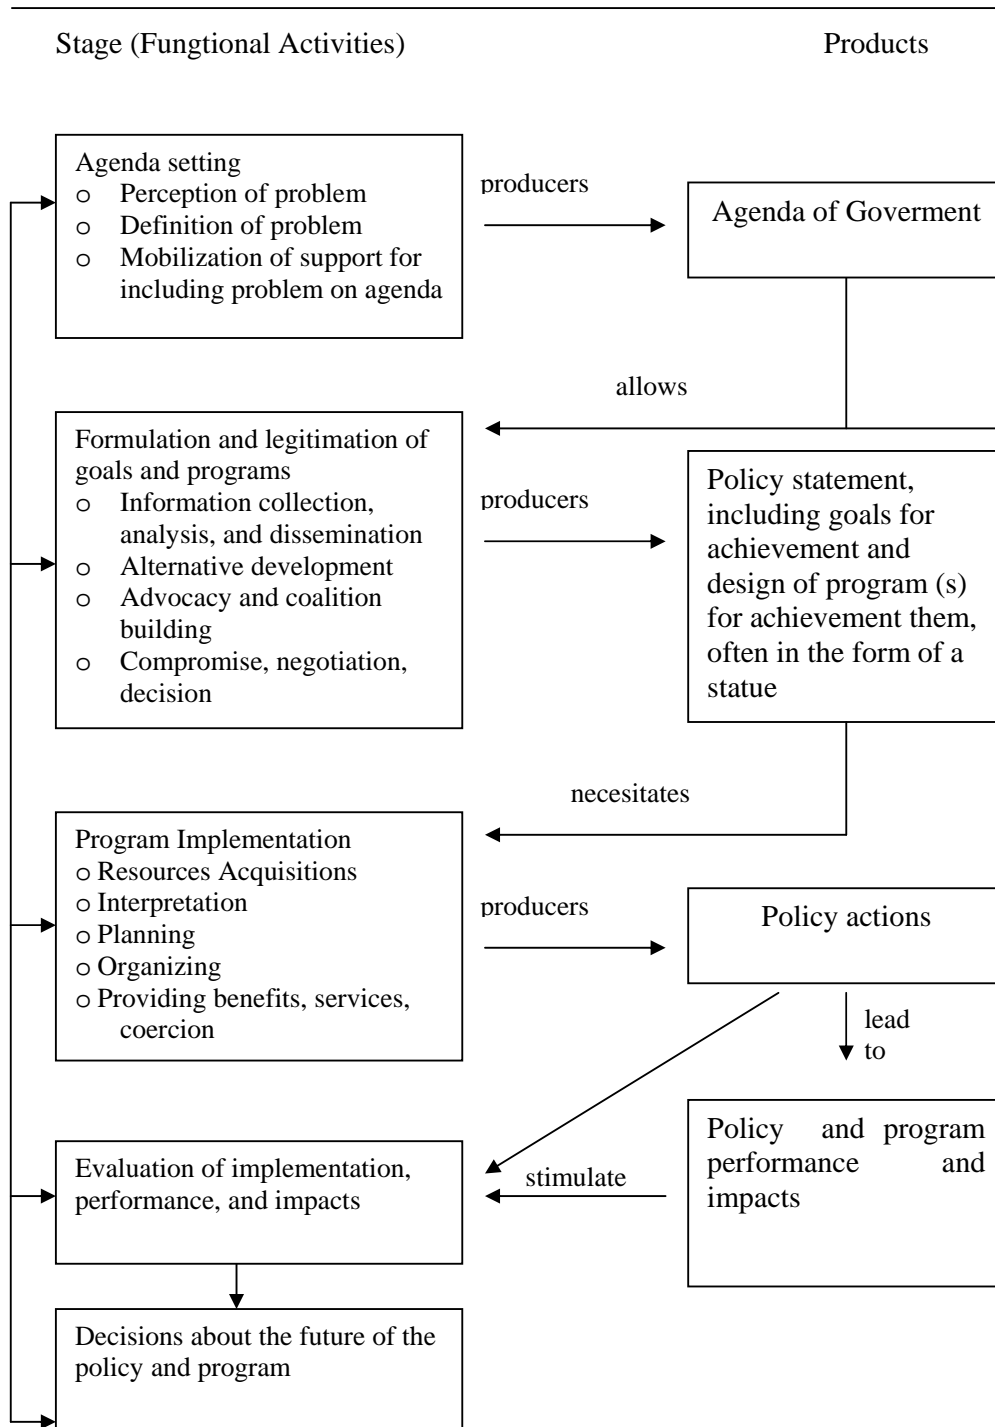 Stage (Fungtional Activities)
Products
Agenda setting
o Perception of problem
o Definition of problem
o Mobilization of support for
including problem on agenda
producers
Agenda of Goverment
allows
Formulation and legitimation of
goals and programs
o Information collection,
analysis, and dissemination
o Alternative development
o Advocacy and coalition
building
o Compromise, negotiation,
decision
producers
Policy statement,
including goals for
achievement and
design of program (s)
for achievement them,
often in the form of a
statue
necesitates
Program Implementation
o Resources Acquisitions
o Interpretation
o Planning
o Organizing
o Providing benefits, services,
coercion
producers
Policy actions
lead
to
Evaluation of implementation,
performance, and impacts
stimulate
Policy and program
performance and
impacts
Decisions about the future of the
policy and program